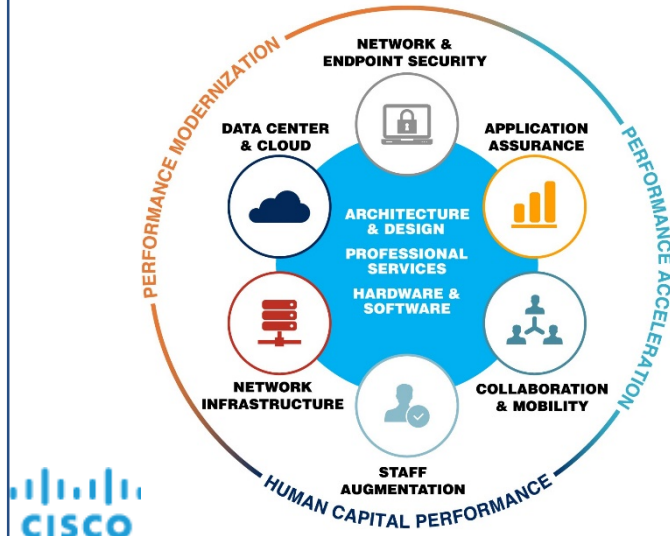 PERFORMANCE MODERNIZATION
NETWORK &
ENDPOINT SECURITY
DATA CENTER
& CLOUD
APPLICATION
ASSURANCE
PERFORMANCE ACCELERATION
ARCHITECTURE
& DESIGN
PROFESSIONAL
SERVICES
HARDWARE &
SOFTWARE
NETWORK
INFRASTRUCTURE
COLLABORATION
& MOBILITY
STAFF
AUGMENTATION
HUMAN CAPITAL PERFORMANCE
CISCO